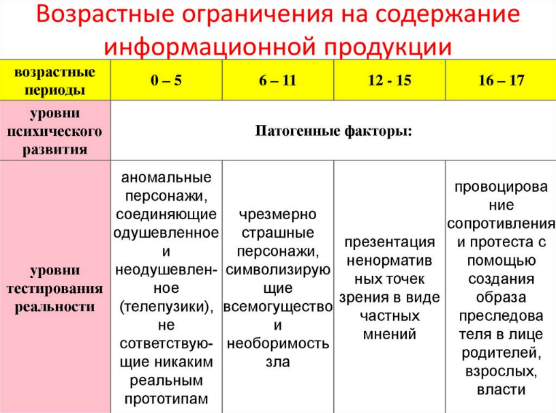 Возрастные ограничения на содержание
информационной продукции
возрастные
периоды
0 – 5
6 – 11
12 - 15
16 – 17
уровни
психического
развития
Патогенные факторы:
уровни
тестирования
реальности
аномальные
персонажи,
соединяющие
одушевленное
и
неодушевлен-
ное
(телепузики),
не
сответствую-
щие никаким
реальным
прототипам
чрезмерно
страшные
персонажи,
символизирую
щие
всемогущество
и
необоримость
зла
презентация
ненорматив
ных точек
зрения в виде
частных
мнений
провоцирова
ние
сопротивления
и протеста с
помощью
создания
образа
преследова
теля в лице
родителей,
взрослых,
власти